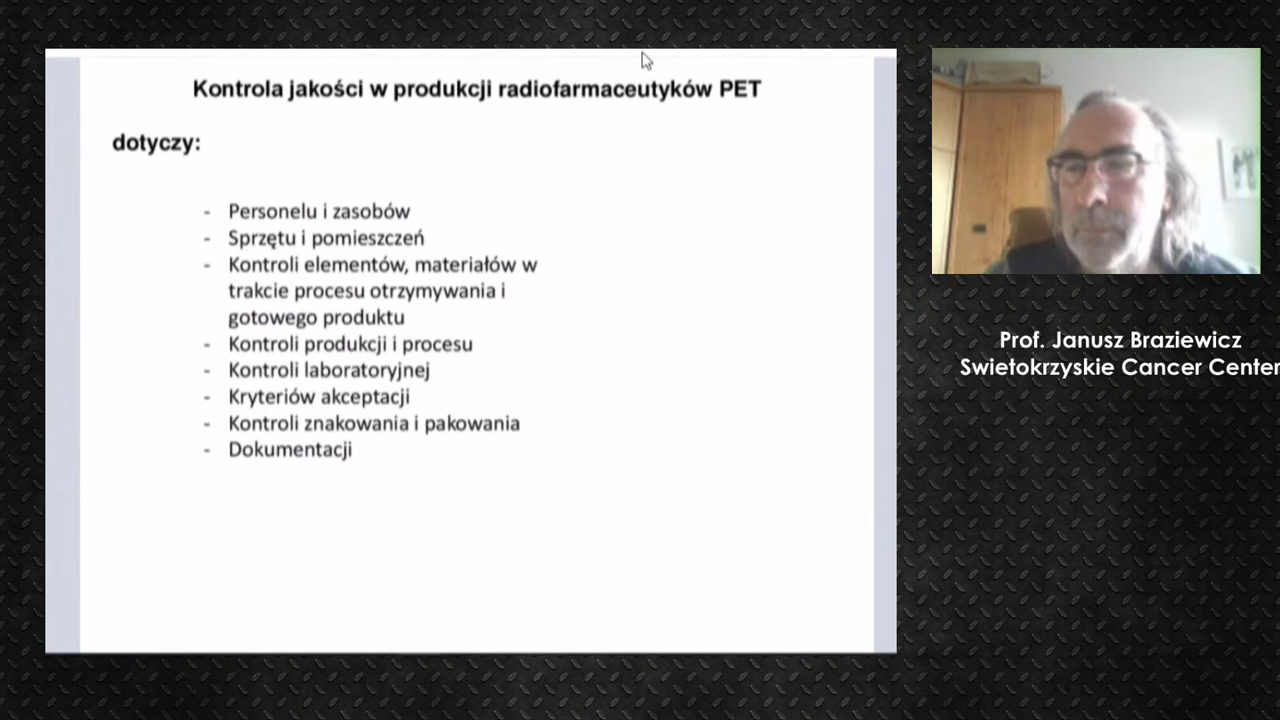 Kontrola jakości w produkcji radiofarmaceutyków PET
dotyczy:
- Personelu i zasobów
- Sprzętu i pomieszczeń
- Kontroli elementów, materiałów w
trakcie procesu otrzymywania i
gotowego produktu
- Kontroli produkcji i procesu
- Kontroli laboratoryjnej
- Kryteriów akceptacji
- Kontroli znakowania i pakowania
- Dokumentacji
Prof. Janusz Braziewicz
Swietokrzyskie Cancer Center